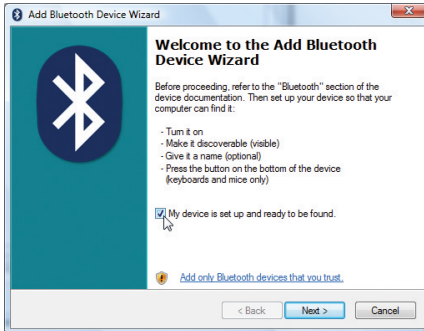 Add Bluetooth Device Wizard
Welcome to the Add Bluetooth
Device Wizard
Before proceeding, refer to the "Bluetooth" section of the
device documentation. Then set up your device so that your
computer can find it:
- Turn it on
- Make it discoverable (visible)
- Give it a name (optional)
- Press the button on the bottom of the device
(keyboards and mice only)
My device is set up and ready to be found.
Add only Bluetooth devices that you trust.
< Back
Next >
Cancel